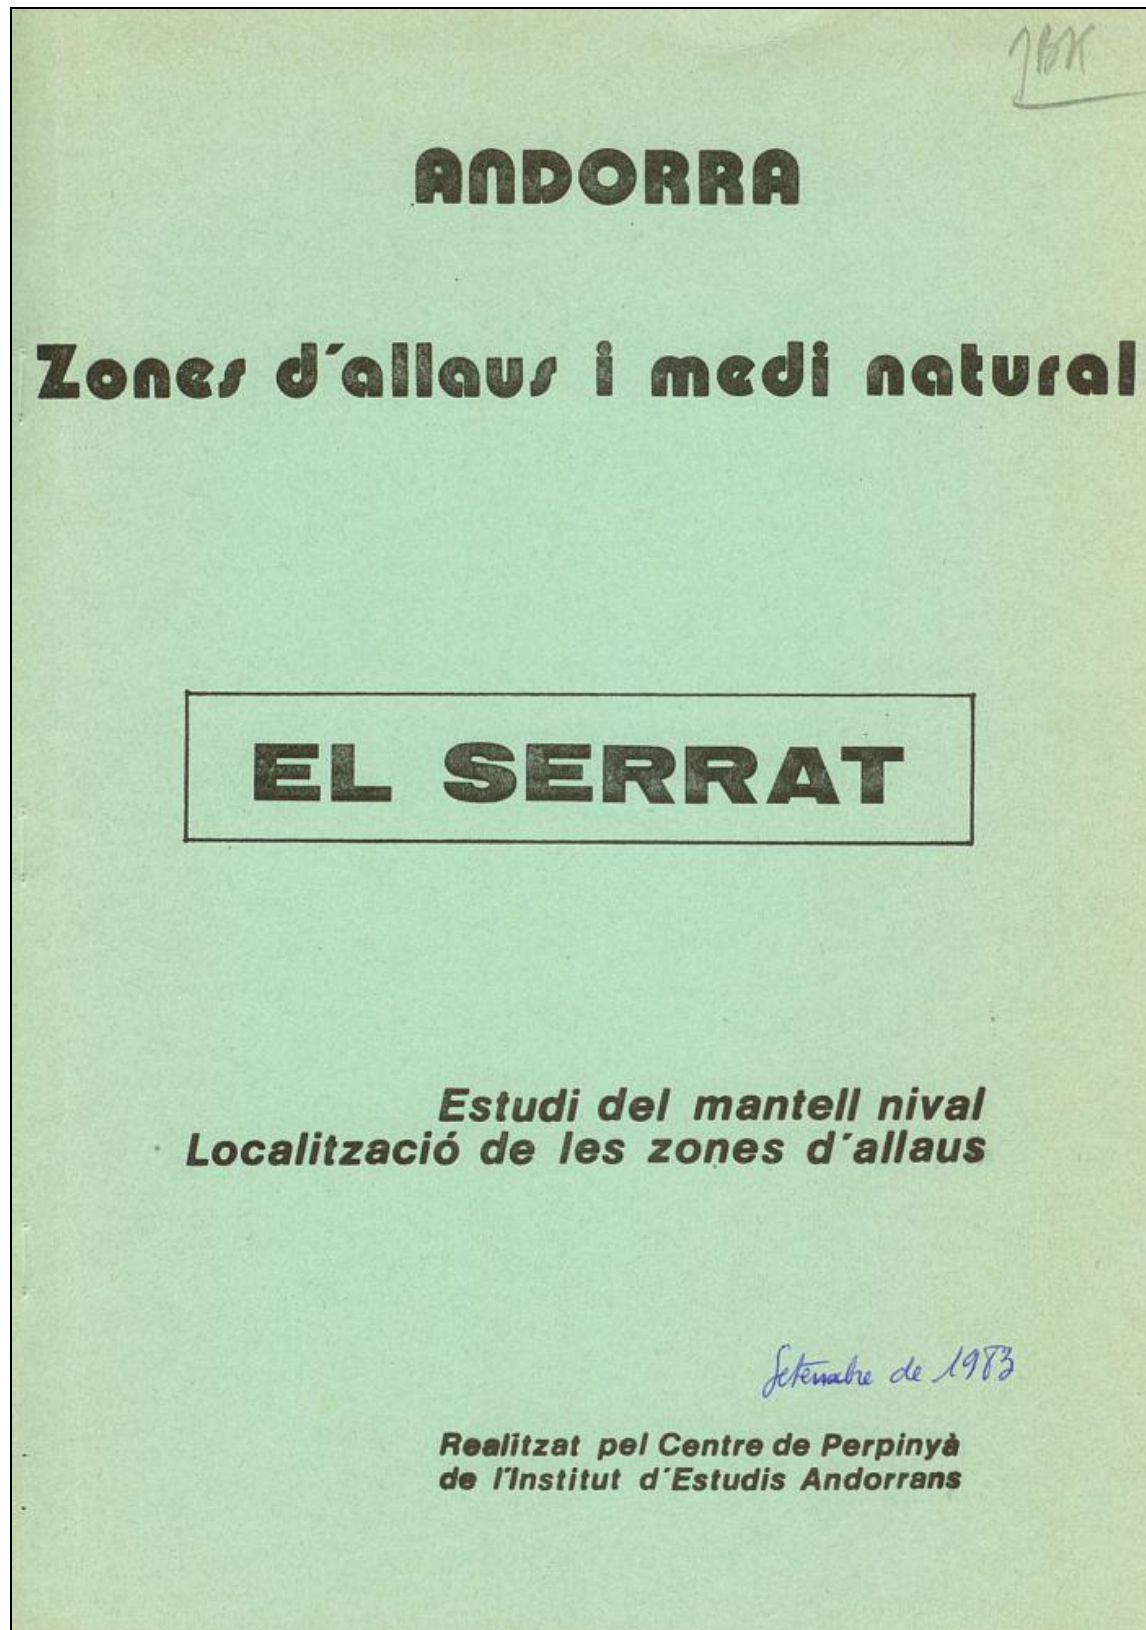 JBK
ANDORRA
Zones d'allaus i medi natural
EL SERRAT
Estudi del mantell nival
Localització de les zones d'allaus
Setembre de 1983
Realitzat pel Centre de Perpinyà
de l'Institut d'Estudis Andorrans